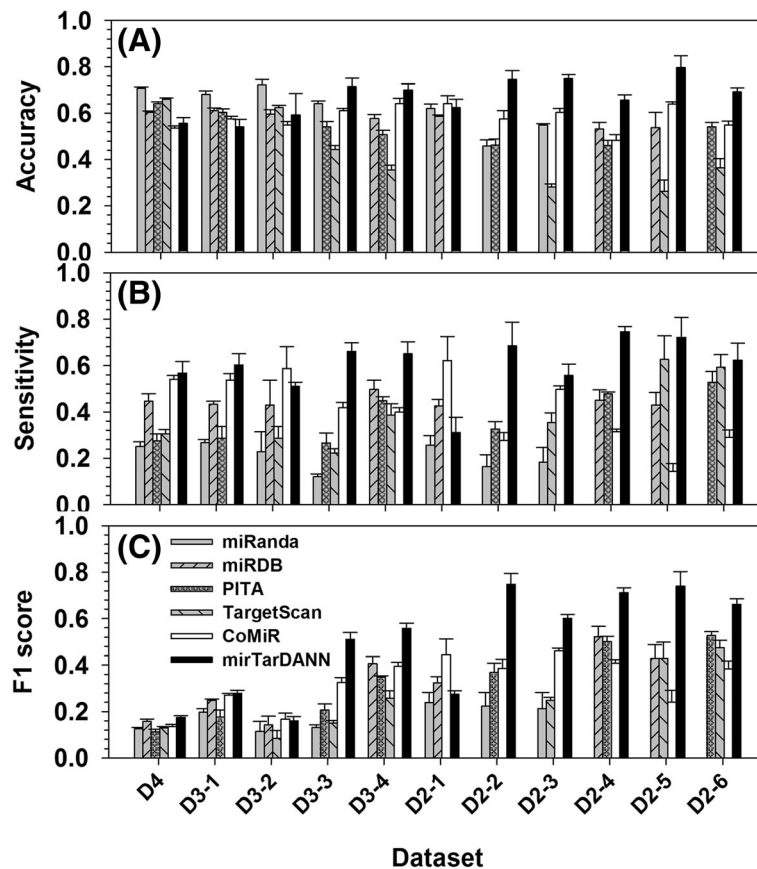 (A)
Accuracy
1.0
0.8
0.6
0.4
0.2
0.0
(B)
Sensitivity
1.0
0.8
0.6
0.4
0.2
0.0
(C)
F1 score
1.0
0.8
0.6
0.4
0.2
0.0
miRanda
miRDB
PITA
TargetScan
CoMiR
mirTarDANN
D4
D3-1
D3-2
D3-3
D3-4
D2-1
D2-2
D2-3
D2-4
D2-5
D2-6
Dataset